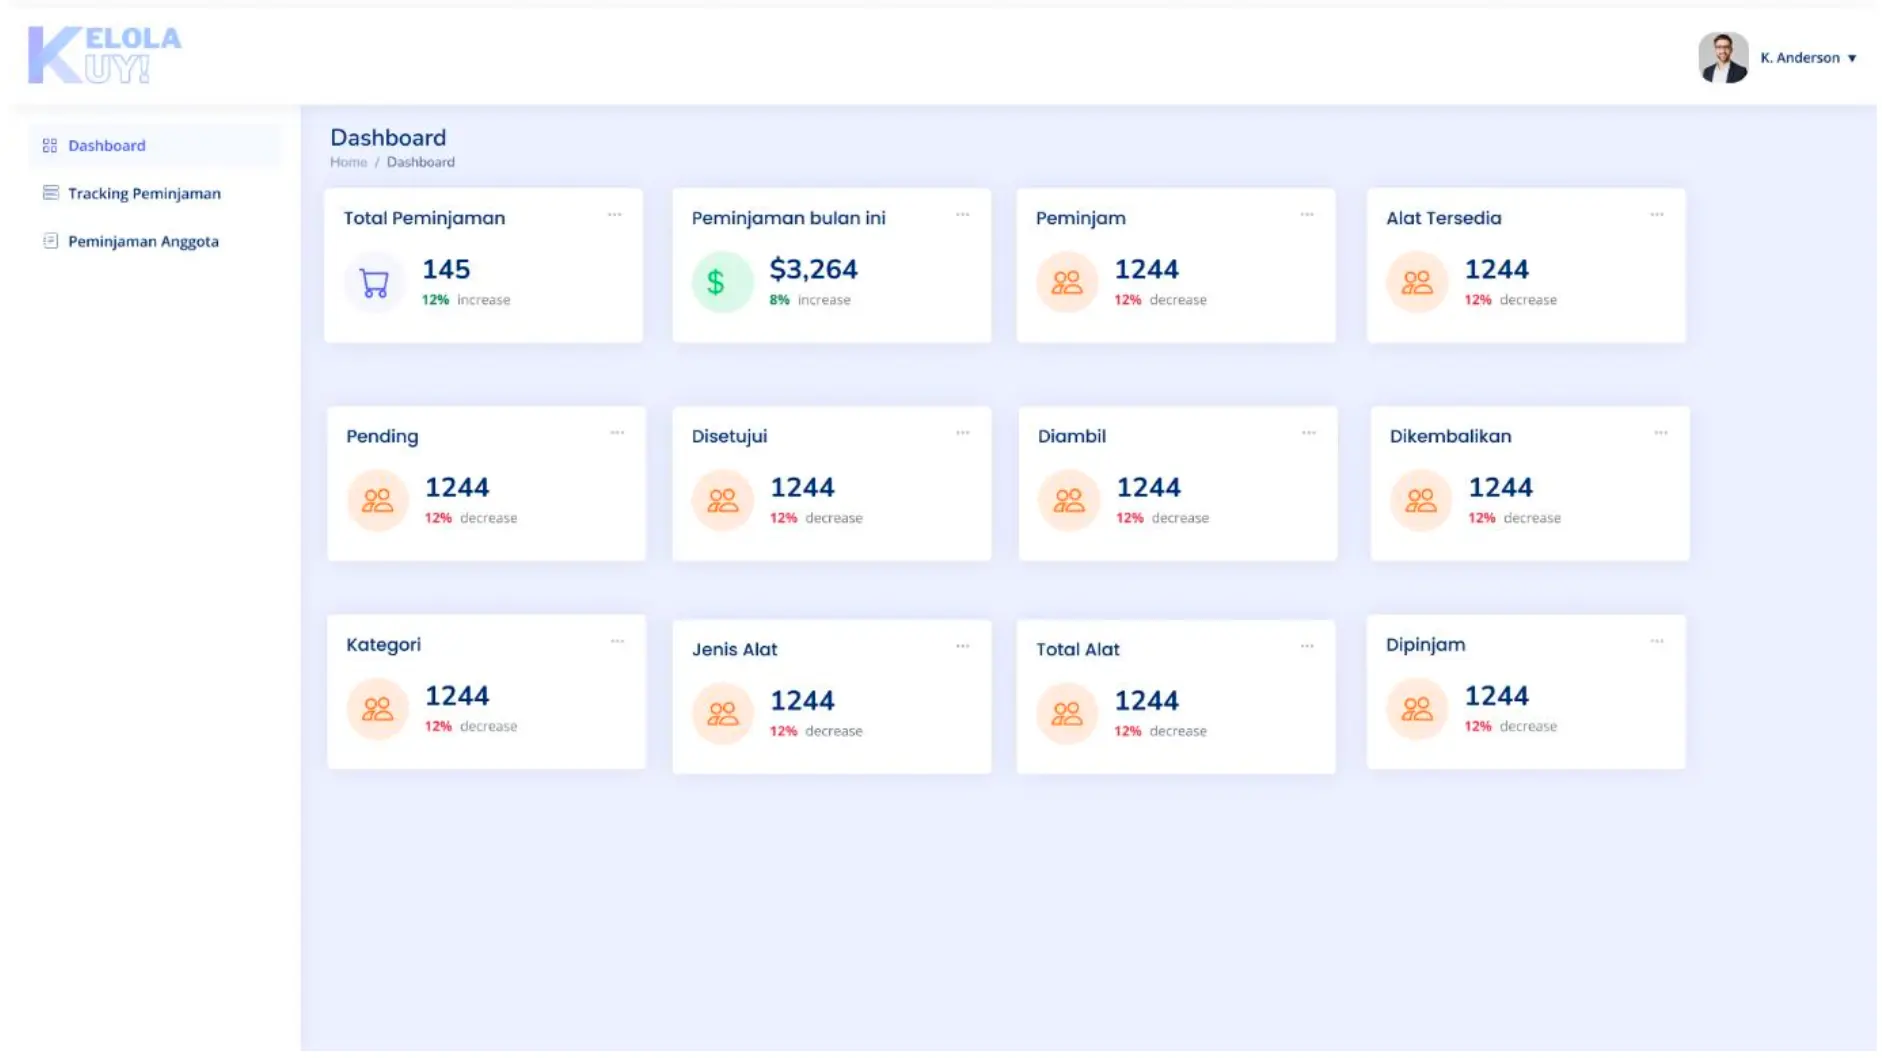 KELOLA
KUY!
K. Anderson ▼
Dashboard
Tracking Peminjaman
Peminjaman Anggota
Dashboard
Home / Dashboard
Total Peminjaman ...
145
12% increase
Peminjaman bulan ini ...
$ $3,264
8% increase
Peminjam ...
1244
12% decrease
Alat Tersedia ...
1244
12% decrease
Pending ...
1244
12% decrease
Disetujui ...
1244
12% decrease
Diambil ...
1244
12% decrease
Dikembalikan ...
1244
12% decrease
Kategori ...
1244
12% decrease
Jenis Alat ...
1244
12% decrease
Total Alat ...
1244
12% decrease
Dipinjam ...
1244
12% decrease